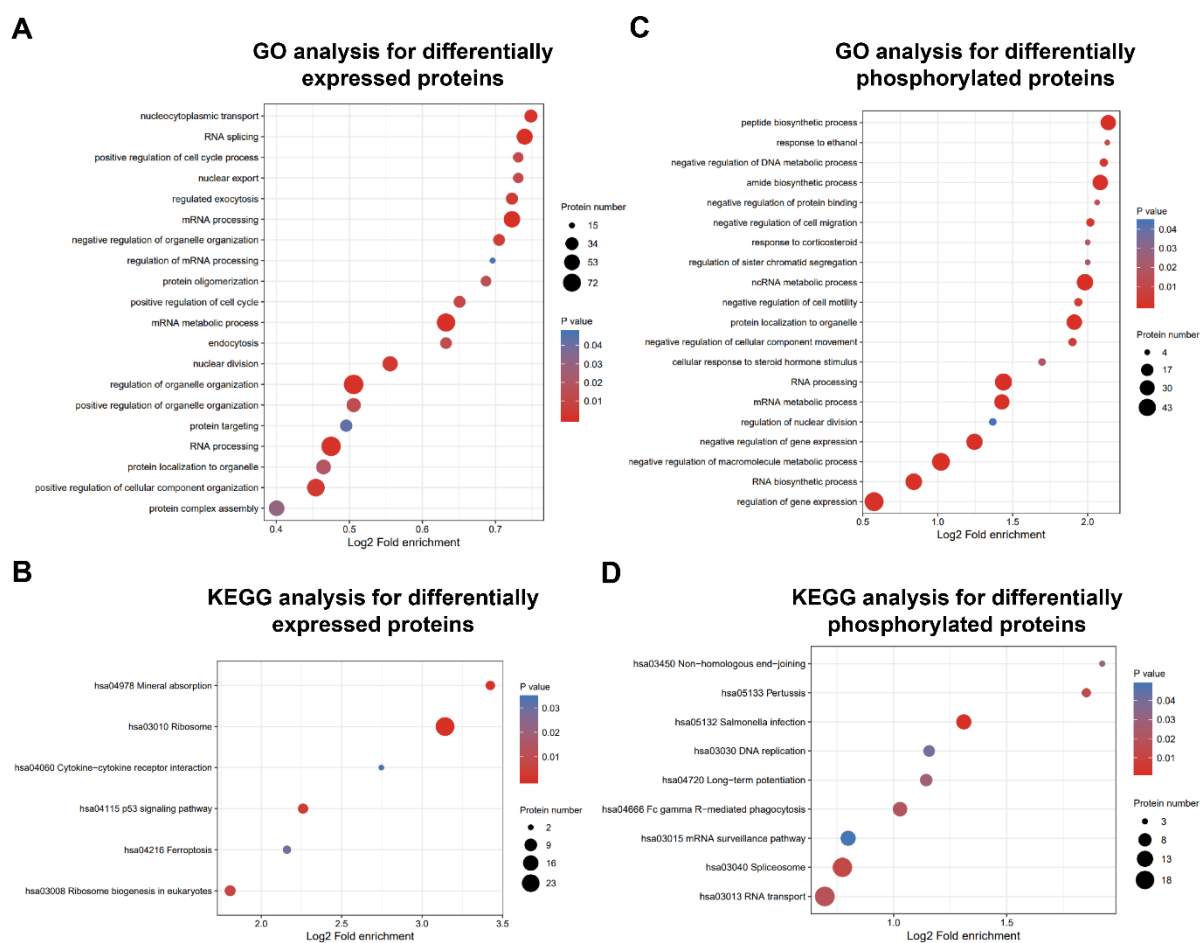 A
GO analysis for differentially
expressed proteins
nucleocytoplasmic transport
RNA splicing
positive regulation of cell cycle process
nuclear export
regulated exocytosis
mRNA processing
negative regulation of organelle organization
regulation of mRNA processing
protein oligomerization
positive regulation of cell cycle
mRNA metabolic process
endocytosis
nuclear division
regulation of organelle organization
positive regulation of organelle organization
protein targeting
RNA processing
protein localization to organelle
positive regulation of cellular component organization
protein complex assembly
0.4 0.5 0.6 0.7
Log2 Fold enrichment
Protein number
15
34
53
72
P value
0.04
0.03
0.02
0.01
C
GO analysis for differentially
phosphorylated proteins
peptide biosynthetic process
response to ethanol
negative regulation of DNA metabolic process
amide biosynthetic process
negative regulation of protein binding
negative regulation of cell migration
response to corticosteroid
regulation of sister chromatid segregation
ncRNA metabolic process
negative regulation of cell motility
protein localization to organelle
negative regulation of cellular component movement
cellular response to steroid hormone stimulus
RNA processing
mRNA metabolic process
regulation of nuclear division
negative regulation of gene expression
negative regulation of macromolecule metabolic process
RNA biosynthetic process
regulation of gene expression
0.5 1.0 1.5 2.0
Log2 Fold enrichment
P value
0.04
0.03
0.02
0.01
Protein number
4
17
30
43
B
KEGG analysis for differentially
expressed proteins
hsa04978 Mineral absorption
hsa03010 Ribosome
hsa04060 Cytokine−cytokine receptor interaction
hsa04115 p53 signaling pathway
hsa04216 Ferroptosis
hsa03008 Ribosome biogenesis in eukaryotes
2.0 2.5 3.0 3.5
Log2 Fold enrichment
P value
0.03
0.02
0.01
Protein number
2
9
16
23
D
KEGG analysis for differentially
phosphorylated proteins
hsa03450 Non−homologous end−joining
hsa05133 Pertussis
hsa05132 Salmonella infection
hsa03030 DNA replication
hsa04720 Long−term potentiation
hsa04666 Fc gamma R−mediated phagocytosis
hsa03015 mRNA surveillance pathway
hsa03040 Spliceosome
hsa03013 RNA transport
1.0 1.5
Log2 Fold enrichment
P value
0.04
0.03
0.02
0.01
Protein number
3
8
13
18